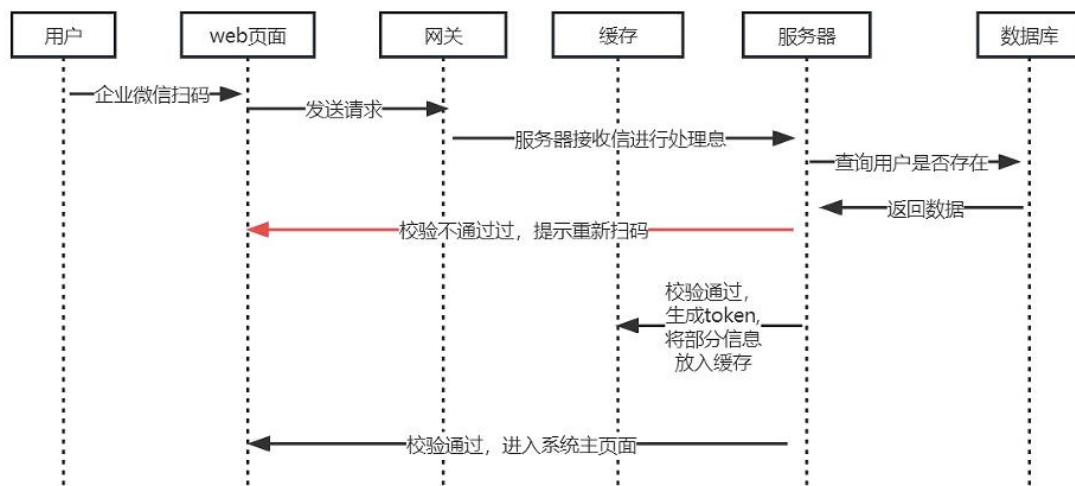 用户
web页面
网关
缓存
服务器
数据库
企业微信扫码
发送请求
服务器接收信进行处理息
查询用户是否存在
返回数据
校验不通过过，提示重新扫码
校验通过，
生成token,
将部分信息
放入缓存
校验通过，进入系统主页面